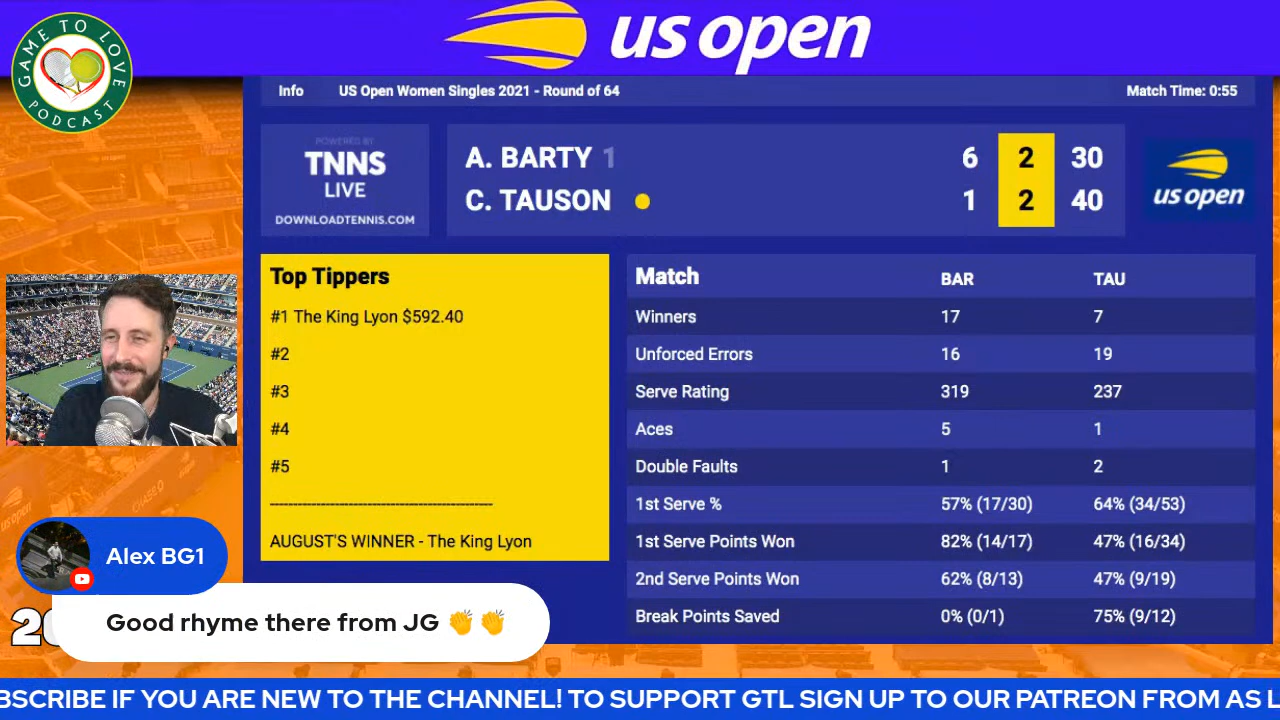 GAME TO LOVE
PODCAST
us open
Info US Open Women Singles 2021 - Round of 64 Match Time: 0:55
POWERED BY
TNNS
LIVE
DOWNLOADTENNIS.COM
A. BARTY 1 6 2 30
C. TAUSON 1 2 40
us open
Top Tippers
#1 The King Lyon $592.40
#2
#3
#4
#5
--------------------------------------------
AUGUST'S WINNER - The King Lyon
Match BAR TAU
Winners 17 7
Unforced Errors 16 19
Serve Rating 319 237
Aces 5 1
Double Faults 1 2
1st Serve % 57% (17/30) 64% (34/53)
1st Serve Points Won 82% (14/17) 47% (16/34)
2nd Serve Points Won 62% (8/13) 47% (9/19)
Break Points Saved 0% (0/1) 75% (9/12)
us open
CHASE
Alex BG1
Good rhyme there from JG 👏 👏
BSCRIBE IF YOU ARE NEW TO THE CHANNEL! TO SUPPORT GTL SIGN UP TO OUR PATREON FROM AS L